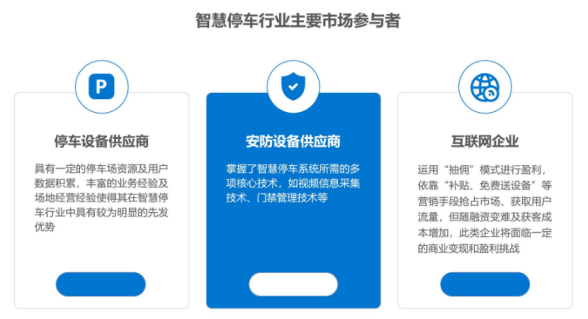 智慧停车行业主要市场参与者
P
停车设备供应商
具有一定的停车场资源及用户
数据积累，丰富的业务经验及
场地经营经验使得其在智慧停
车行业中具有较为明显的先发
优势
安防设备供应商
掌握了智慧停车系统所需的多
项核心技术，如视频信息采集
技术、门禁管理技术等
互联网企业
运用“抽佣”模式进行盈利，
依靠“补贴、免费送设备”等
营销手段抢占市场、获取用户
流量，但随融资变难及获客成
本增加，此类企业将面临一定
的商业变现和盈利挑战